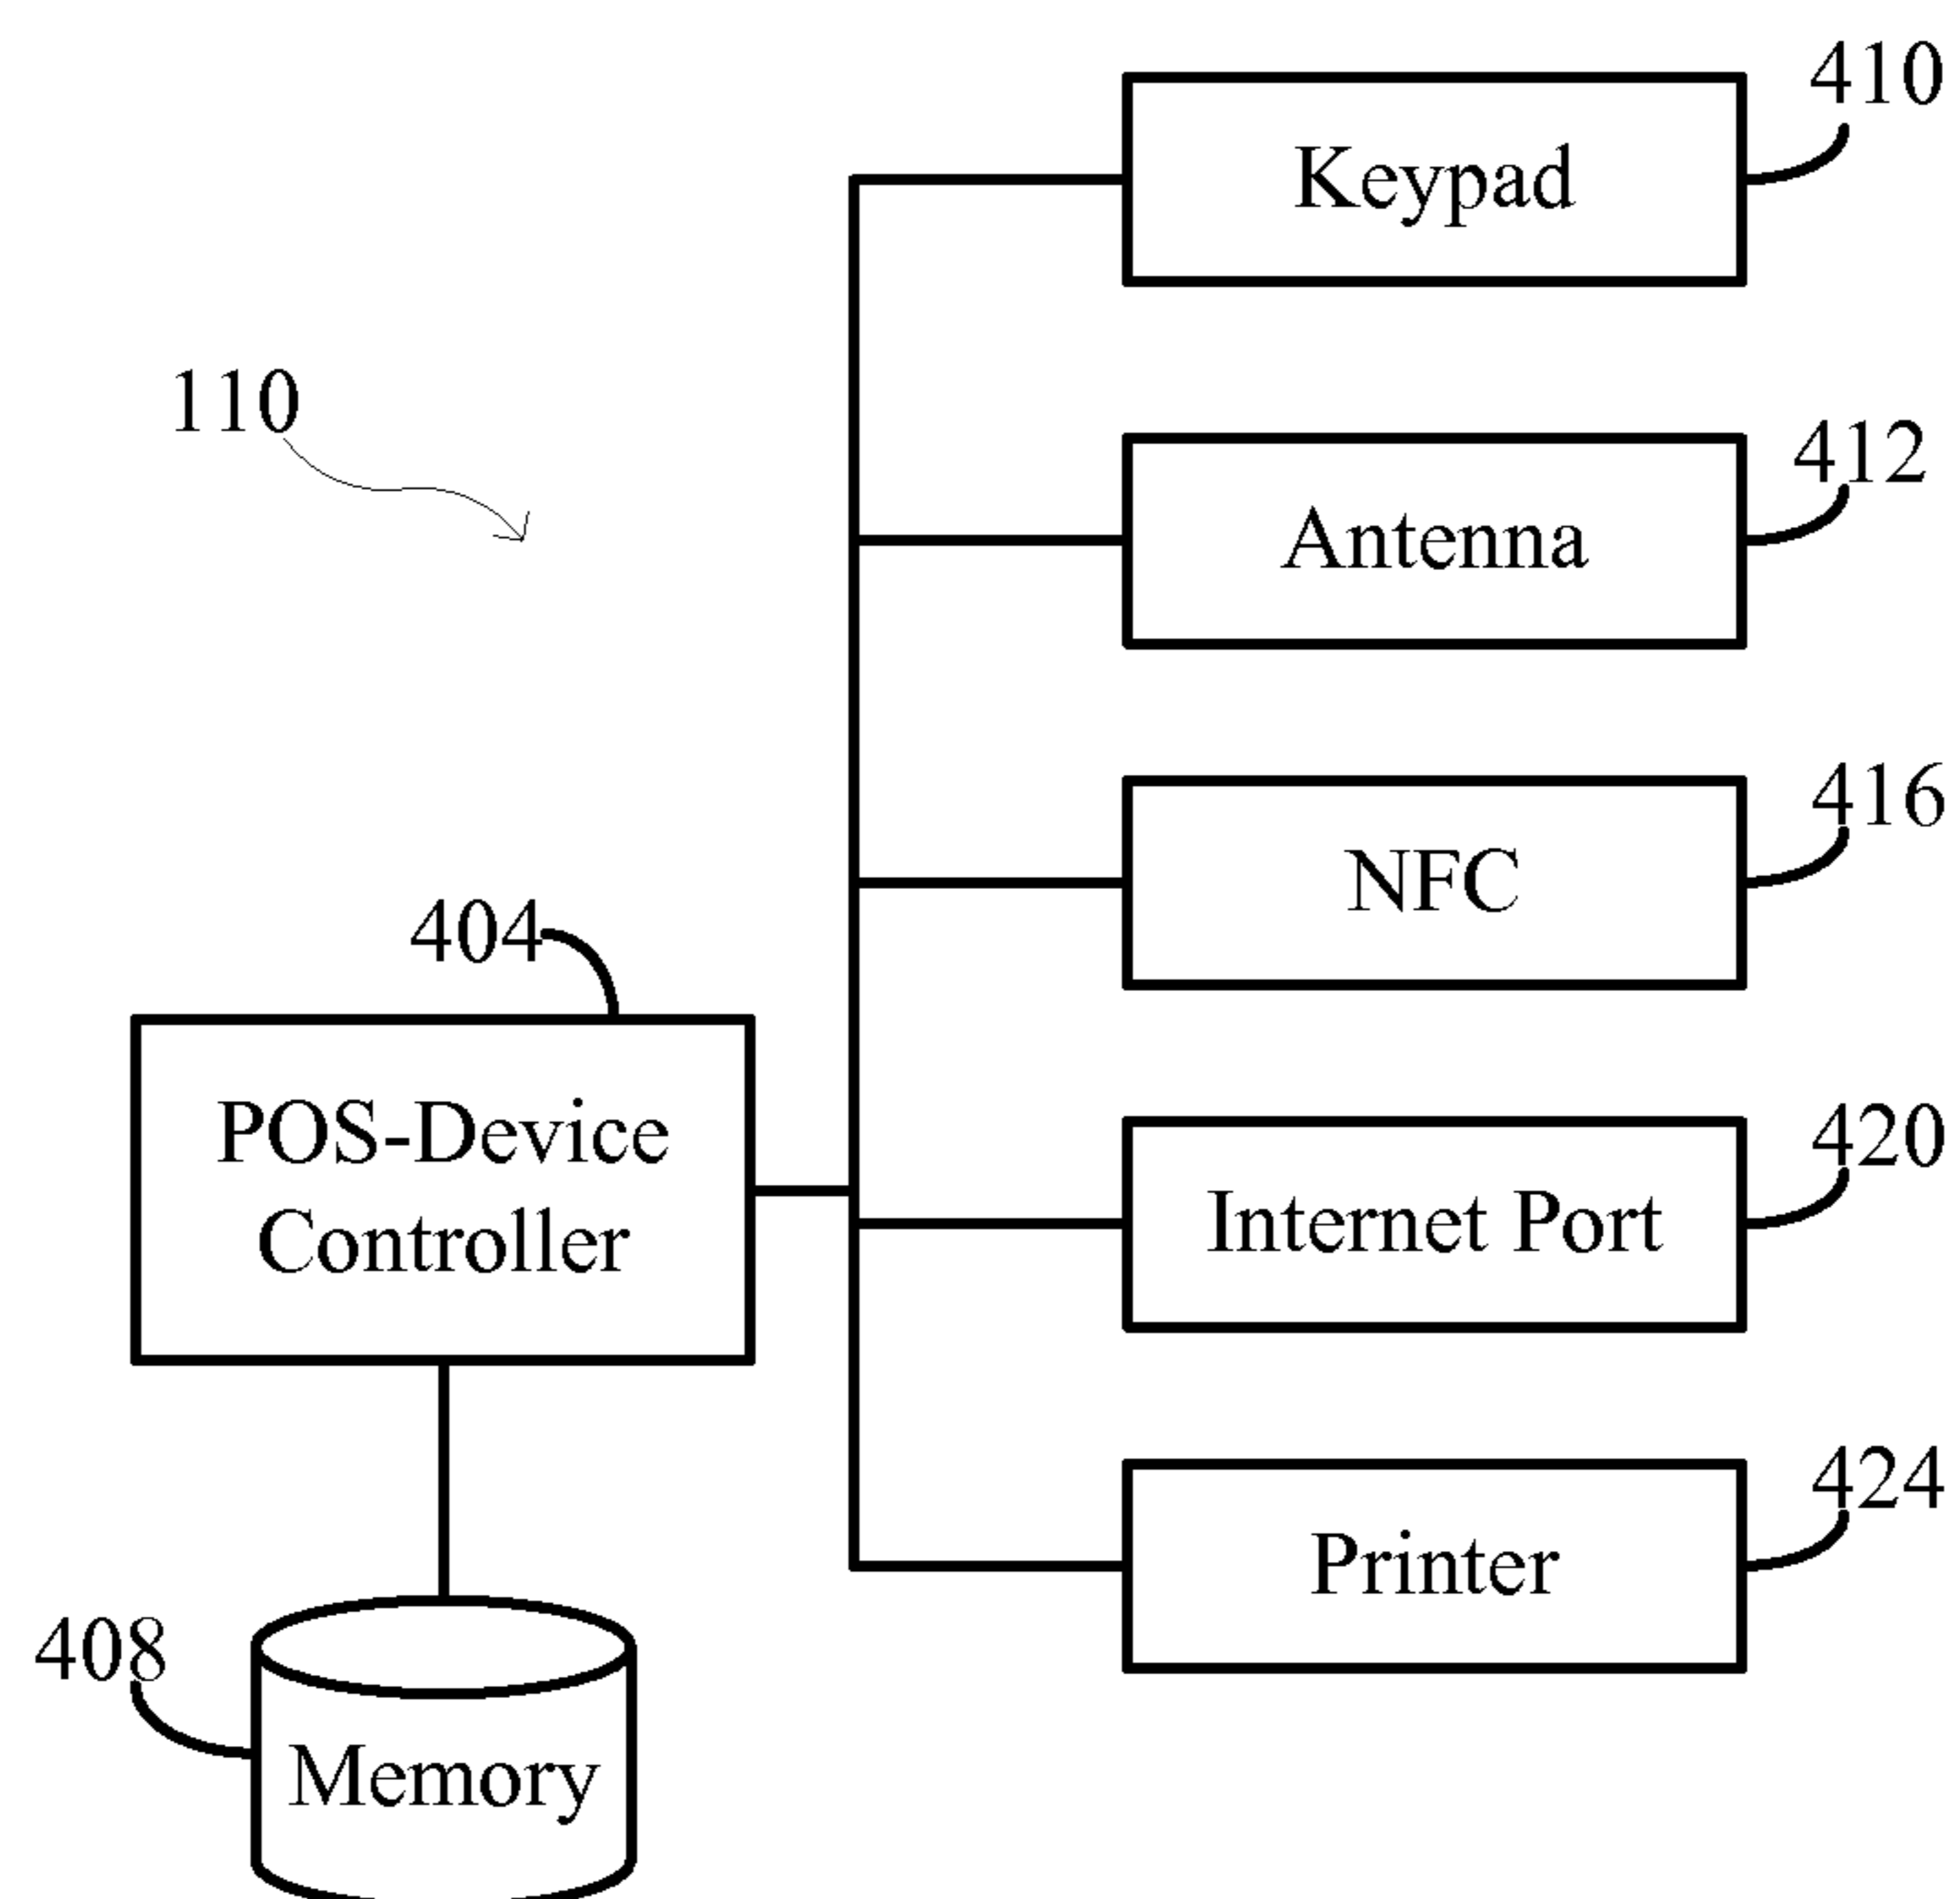 410
Keypad
110
412
Antenna
416
NFC
404
POS-Device
Controller
420
Internet Port
424
Printer
408
Memory